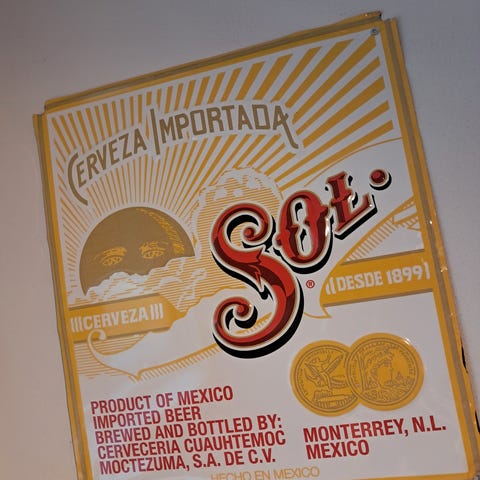 CERVEZA IMPORTADA
SOL.
®
(DESDE 1899)
CERVEZA
PRODUCT OF MEXICO
IMPORTED BEER
BREWED AND BOTTLED BY:
CERVECERIA CUAUHTEMOC
MOCTEZUMA, S.A. DE C.V.
MONTERREY, N.L.
MEXICO
HECHO EN MEXICO